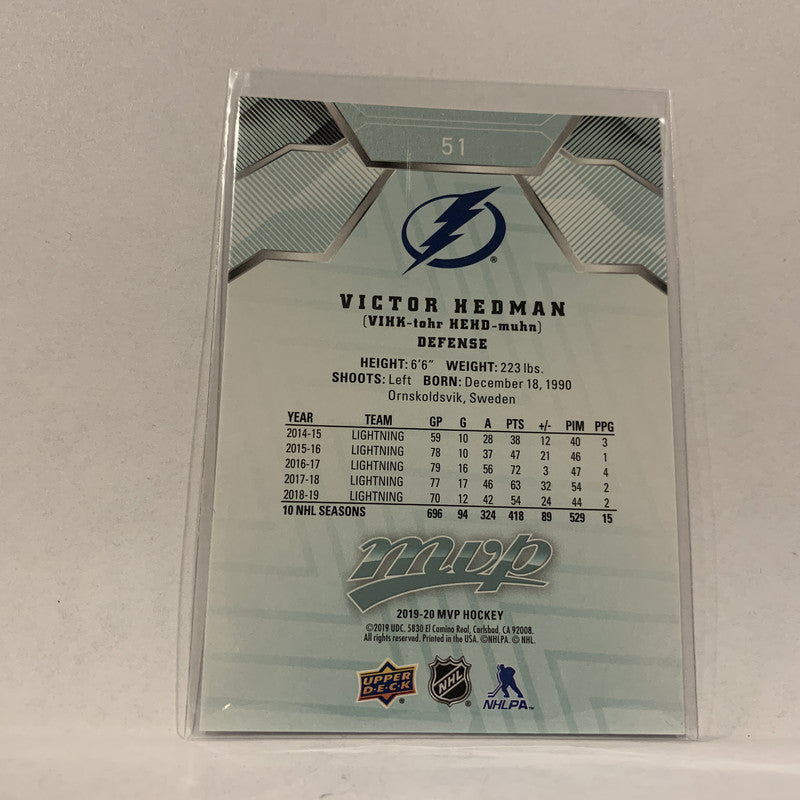 51
®
VICTOR HEDMAN
(VIHK-tohr HEHD-muhn)
DEFENSE
HEIGHT: 6'6" WEIGHT: 223 lbs.
SHOOTS: Left BORN: December 18, 1990
Ornskoldsvik, Sweden
YEAR TEAM GP G A PTS +/- PIM PPG
2014-15 LIGHTNING 59 10 28 38 12 40 3
2015-16 LIGHTNING 78 10 37 47 21 46 1
2016-17 LIGHTNING 79 16 56 72 3 47 4
2017-18 LIGHTNING 77 17 46 63 32 54 2
2018-19 LIGHTNING 70 12 42 54 24 44 2
10 NHL SEASONS 696 94 324 418 89 529 15
mvp
2019-20 MVP HOCKEY
©2019 UDC. 5830 El Camino Real, Carlsbad, CA 92008.
All rights reserved. Printed in the USA. ©NHLPA. © NHL.
UPPER DECK® NHL® NHLPA™